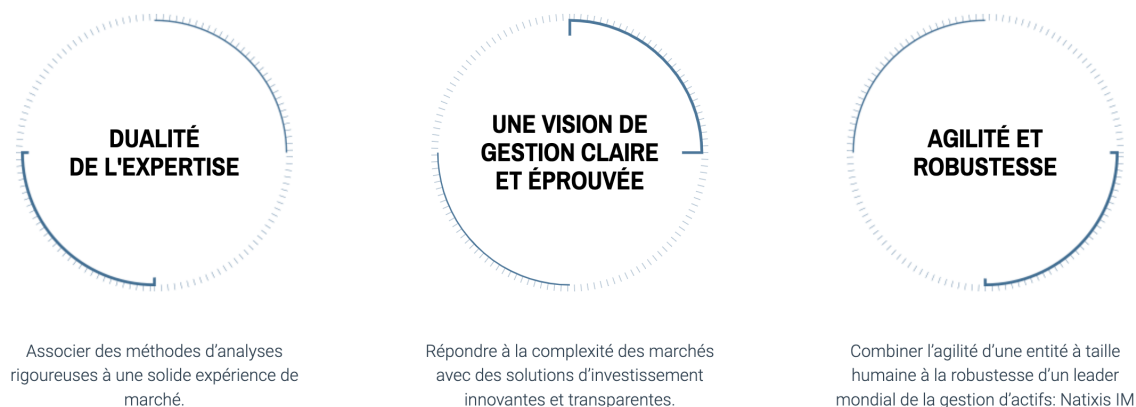 DUALITÉ
DE L'EXPERTISE
Associer des méthodes d’analyses
rigoureuses à une solide expérience de
marché.
UNE VISION DE
GESTION CLAIRE
ET ÉPROUVÉE
Répondre à la complexité des marchés
avec des solutions d’investissement
innovantes et transparentes.
AGILITÉ ET
ROBUSTESSE
Combiner l’agilité d’une entité à taille
humaine à la robustesse d’un leader
mondial de la gestion d’actifs: Natixis IM